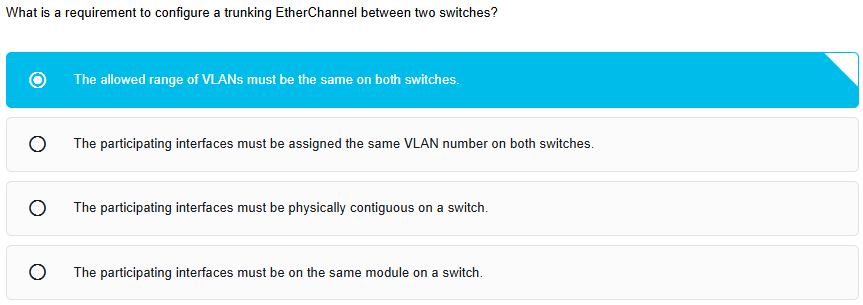 What is a requirement to configure a trunking EtherChannel between two switches?
The allowed range of VLANs must be the same on both switches.
The participating interfaces must be assigned the same VLAN number on both switches.
The participating interfaces must be physically contiguous on a switch.
The participating interfaces must be on the same module on a switch.